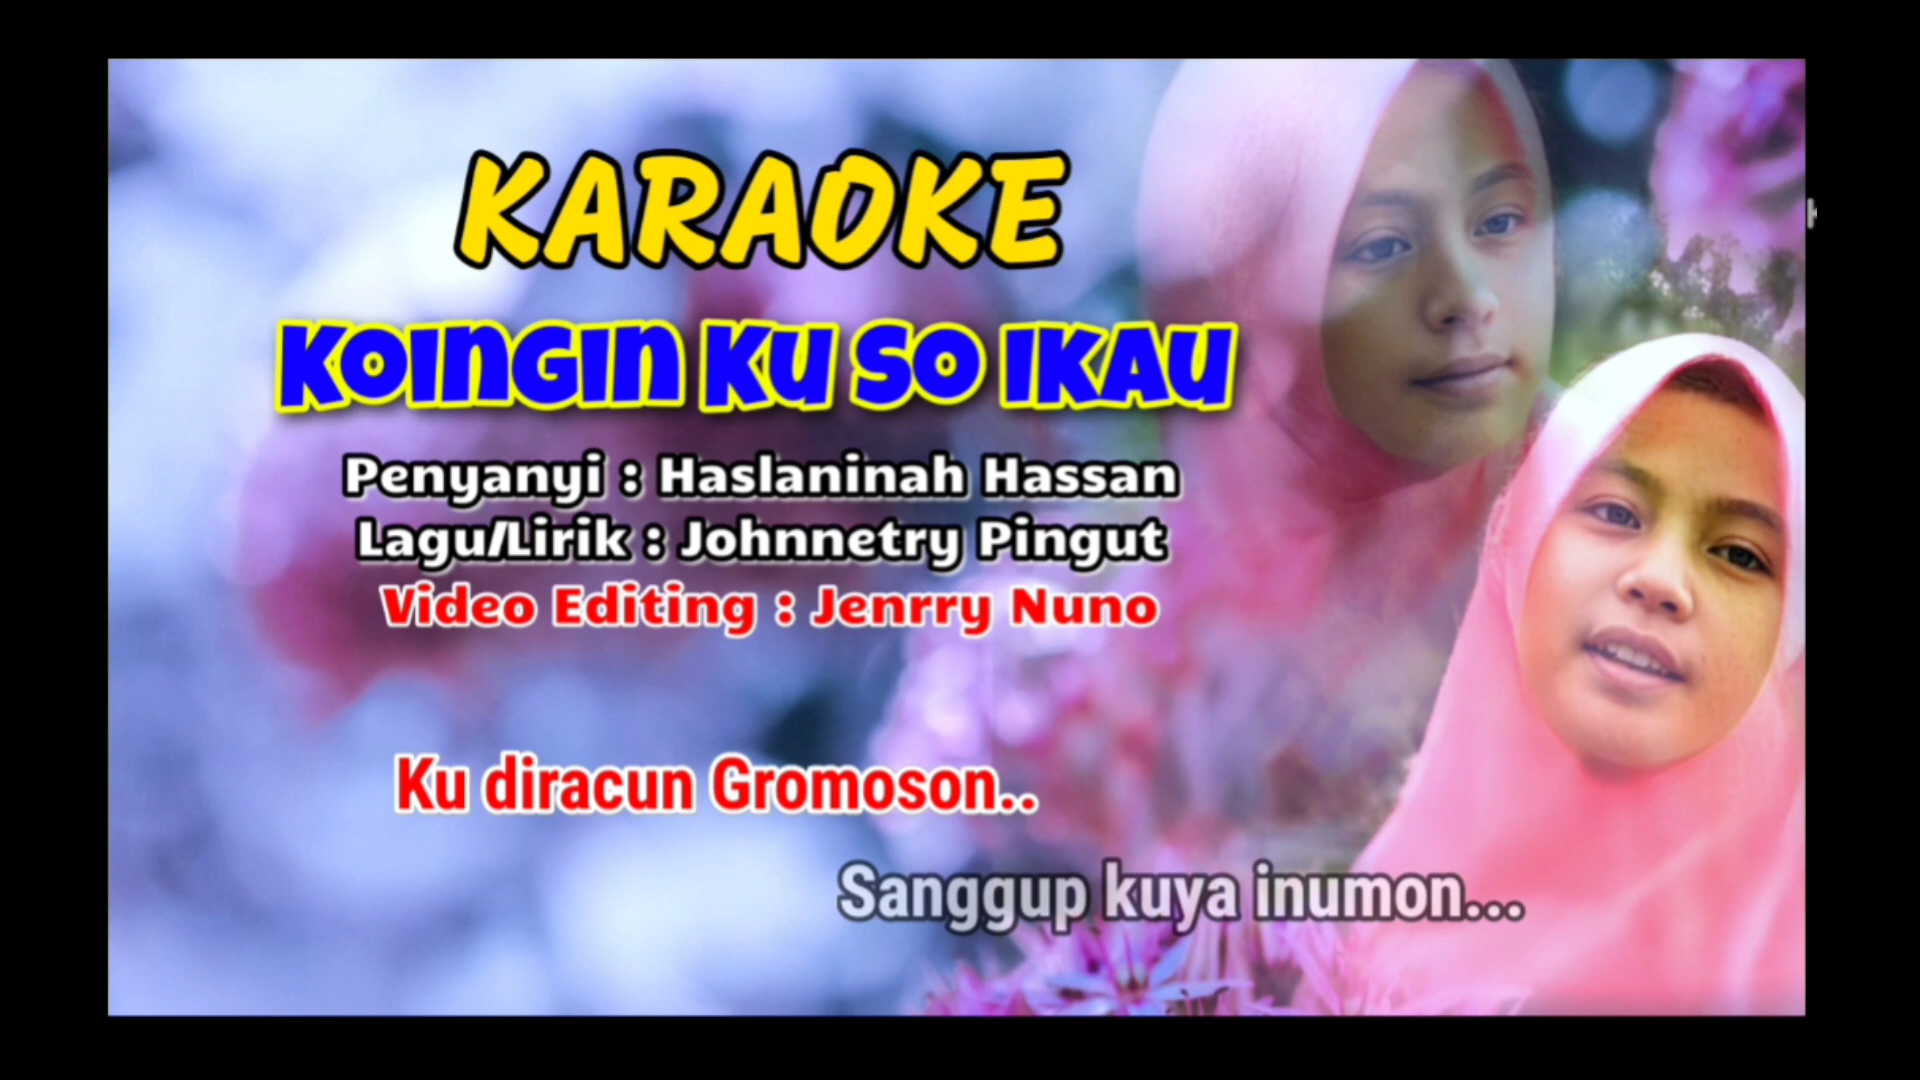 KARAOKE
KOINGIN KU SO IKAU
Penyanyi : Haslaninah Hassan
Lagu/Lirik : Johnnetry Pingut
Video Editing : Jenrry Nuno
Ku diracun Gromoson..
Sanggup kuya inumon...